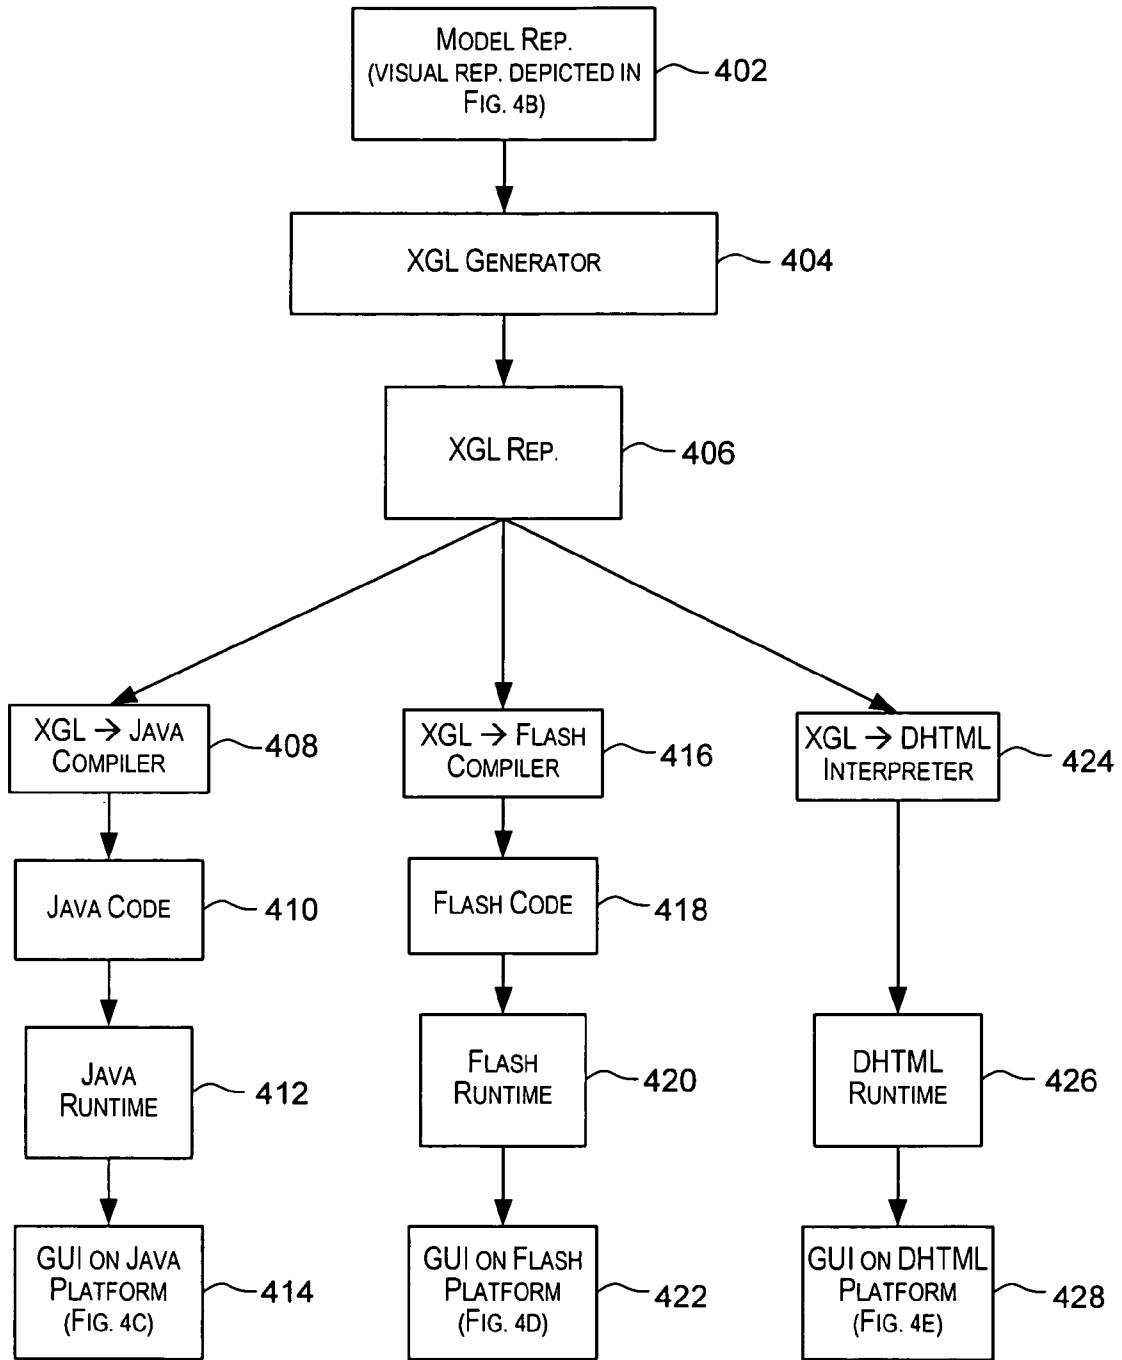 MODEL REP.
(VISUAL REP. DEPICTED IN
FIG. 4B)
402
XGL GENERATOR
404
XGL REP.
406
XGL → JAVA
COMPILER
408
XGL → FLASH
COMPILER
416
XGL → DHTML
INTERPRETER
424
JAVA CODE
410
FLASH CODE
418
JAVA
RUNTIME
412
FLASH
RUNTIME
420
DHTML
RUNTIME
426
GUI ON JAVA
PLATFORM
(FIG. 4C)
414
GUI ON FLASH
PLATFORM
(FIG. 4D)
422
GUI ON DHTML
PLATFORM
(FIG. 4E)
428